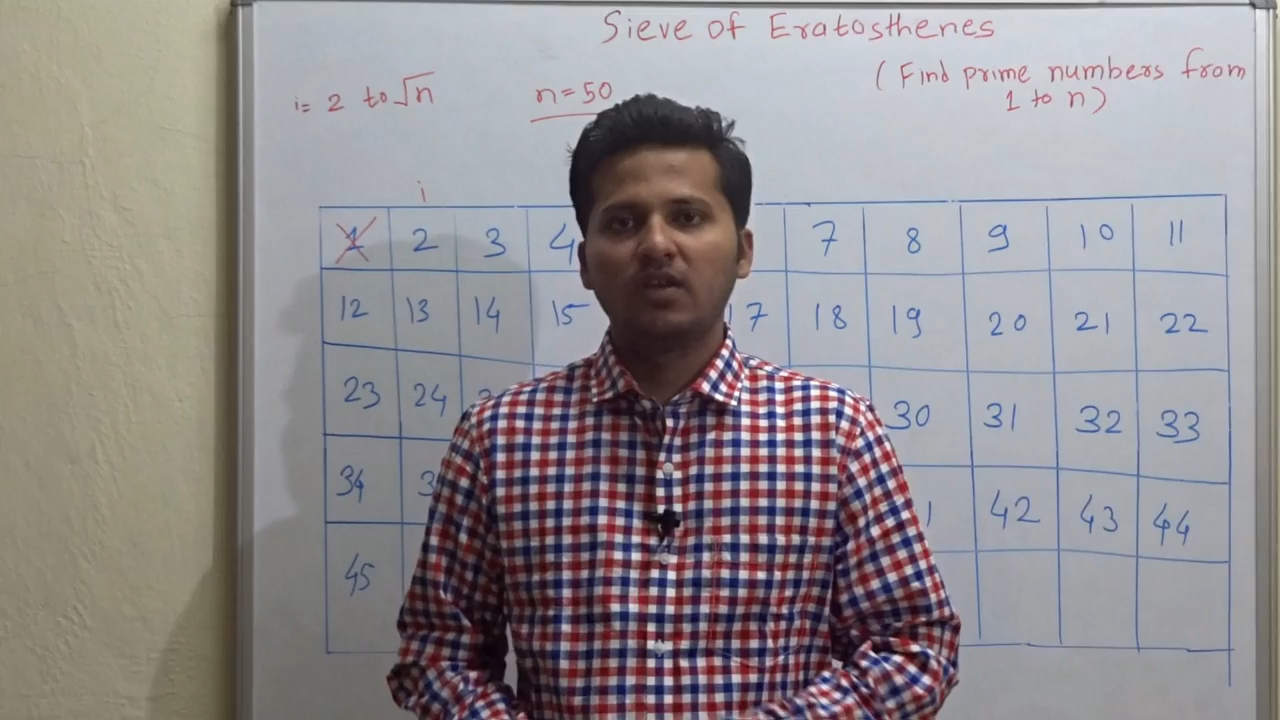 Sieve of Eratosthenes
(Find prime numbers from
1 to n)
i= 2 to √n
n=50
i
1 2 3 4 7 8 9 10 11
12 13 14 15 17 18 19 20 21 22
23 24 30 31 32 33
34 42 43 44
45